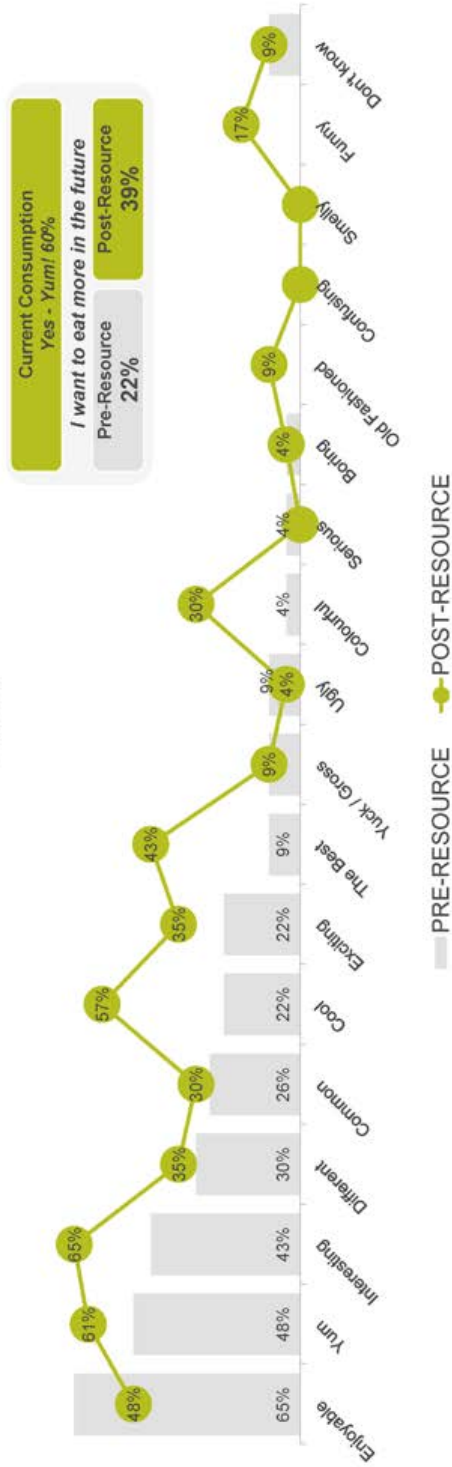 Current Consumption
Yes - Yum! 60%
I want to eat more in the future
Pre-Resource
22%
Post-Resource
39%
48%
61%
65%
35%
30%
57%
35%
43%
9%
9%
4%
30%
4%
4%
9%
17%
9%
65%
48%
43%
30%
26%
22%
22%
9%
4%
Enjoyable
Yum
Interesting
Different
Common
Cool
Exciting
The Best
Yuck / Gross
Ugly
Colourful
Serious
Boring
Old Fashioned
Confusing
Smelly
Funny
Don't know
PRE-RESOURCE
POST-RESOURCE